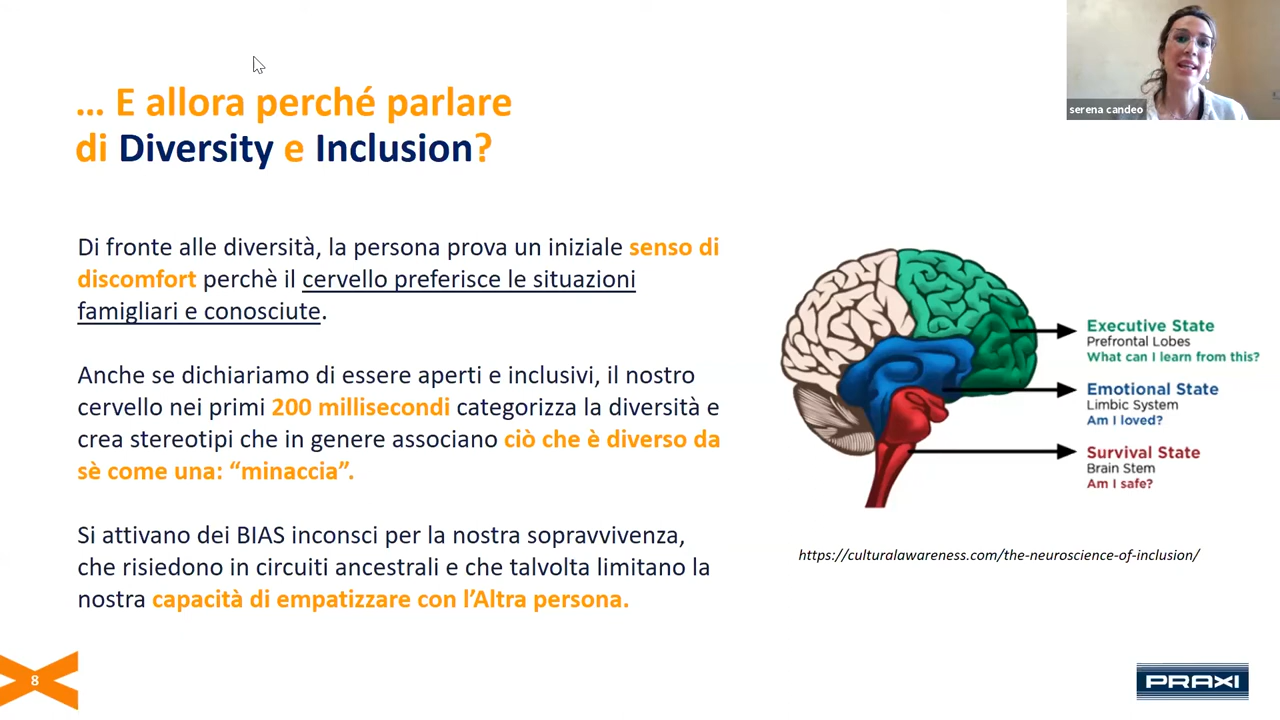 serena candeo
... E allora perché parlare
di Diversity e Inclusion?
Di fronte alle diversità, la persona prova un iniziale senso di
discomfort perchè il cervello preferisce le situazioni
famigliari e conosciute.
Anche se dichiariamo di essere aperti e inclusivi, il nostro
cervello nei primi 200 millisecondi categorizza la diversità e
crea stereotipi che in genere associano ciò che è diverso da
sè come una: “minaccia”.
Si attivano dei BIAS inconsci per la nostra sopravvivenza,
che risiedono in circuiti ancestrali e che talvolta limitano la
nostra capacità di empatizzare con l’Altra persona.
Executive State
Prefrontal Lobes
What can I learn from this?
Emotional State
Limbic System
Am I loved?
Survival State
Brain Stem
Am I safe?
https://culturalawareness.com/the-neuroscience-of-inclusion/
8
PRAXI